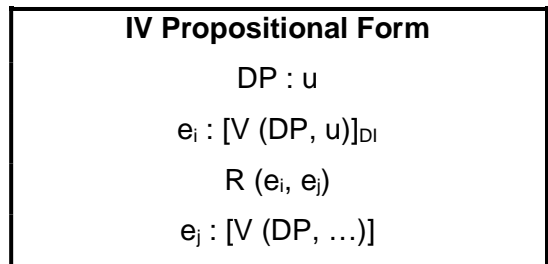 IV Propositional Form
DP : u
eᵢ : [V (DP, u)]DI
R (eᵢ, eⱼ)
eⱼ : [V (DP, …)]